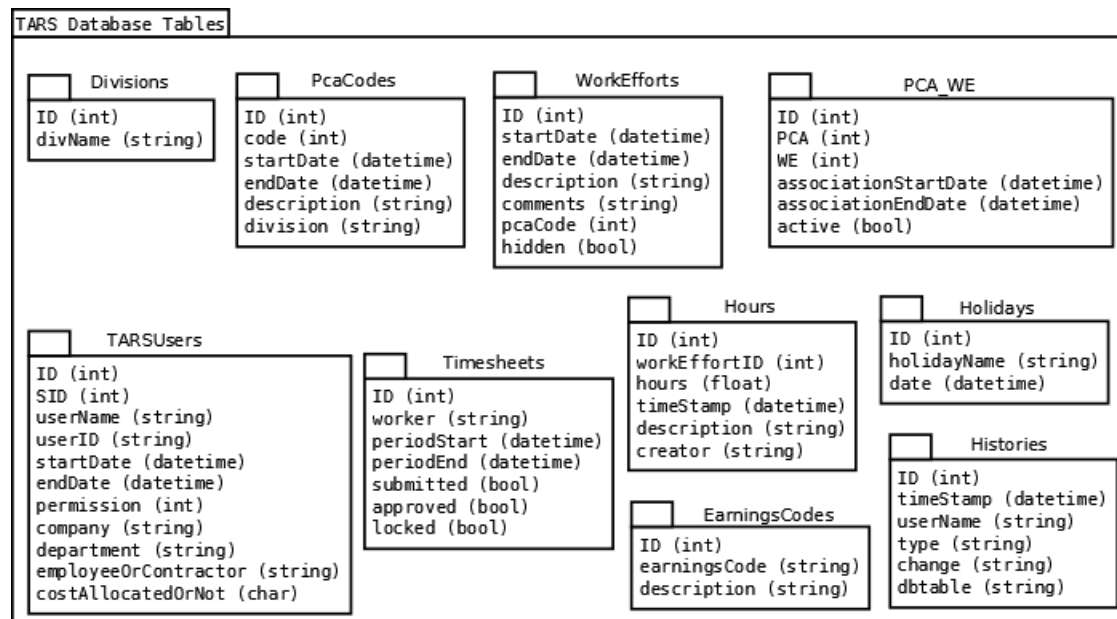 TARS Database Tables
Divisions
ID (int)
divName (string)
PcaCodes
ID (int)
code (int)
startDate (datetime)
endDate (datetime)
description (string)
division (string)
WorkEfforts
ID (int)
startDate (datetime)
endDate (datetime)
description (string)
comments (string)
pcaCode (int)
hidden (bool)
PCA_WE
ID (int)
PCA (int)
WE (int)
associationStartDate (datetime)
associationEndDate (datetime)
active (bool)
TARSUsers
ID (int)
SID (int)
userName (string)
userID (string)
startDate (datetime)
endDate (datetime)
permission (int)
company (string)
department (string)
employeeOrContractor (string)
costAllocatedOrNot (char)
Timesheets
ID (int)
worker (string)
periodStart (datetime)
periodEnd (datetime)
submitted (bool)
approved (bool)
locked (bool)
Hours
ID (int)
workEffortID (int)
hours (float)
timeStamp (datetime)
description (string)
creator (string)
EarningsCodes
ID (int)
earningsCode (string)
description (string)
Holidays
ID (int)
holidayName (string)
date (datetime)
Histories
ID (int)
timeStamp (datetime)
userName (string)
type (string)
change (string)
dbtable (string)